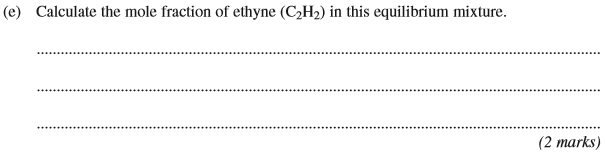 (e) Calculate the mole fraction of ethyne (C₂H₂) in this equilibrium mixture.
(2 marks)